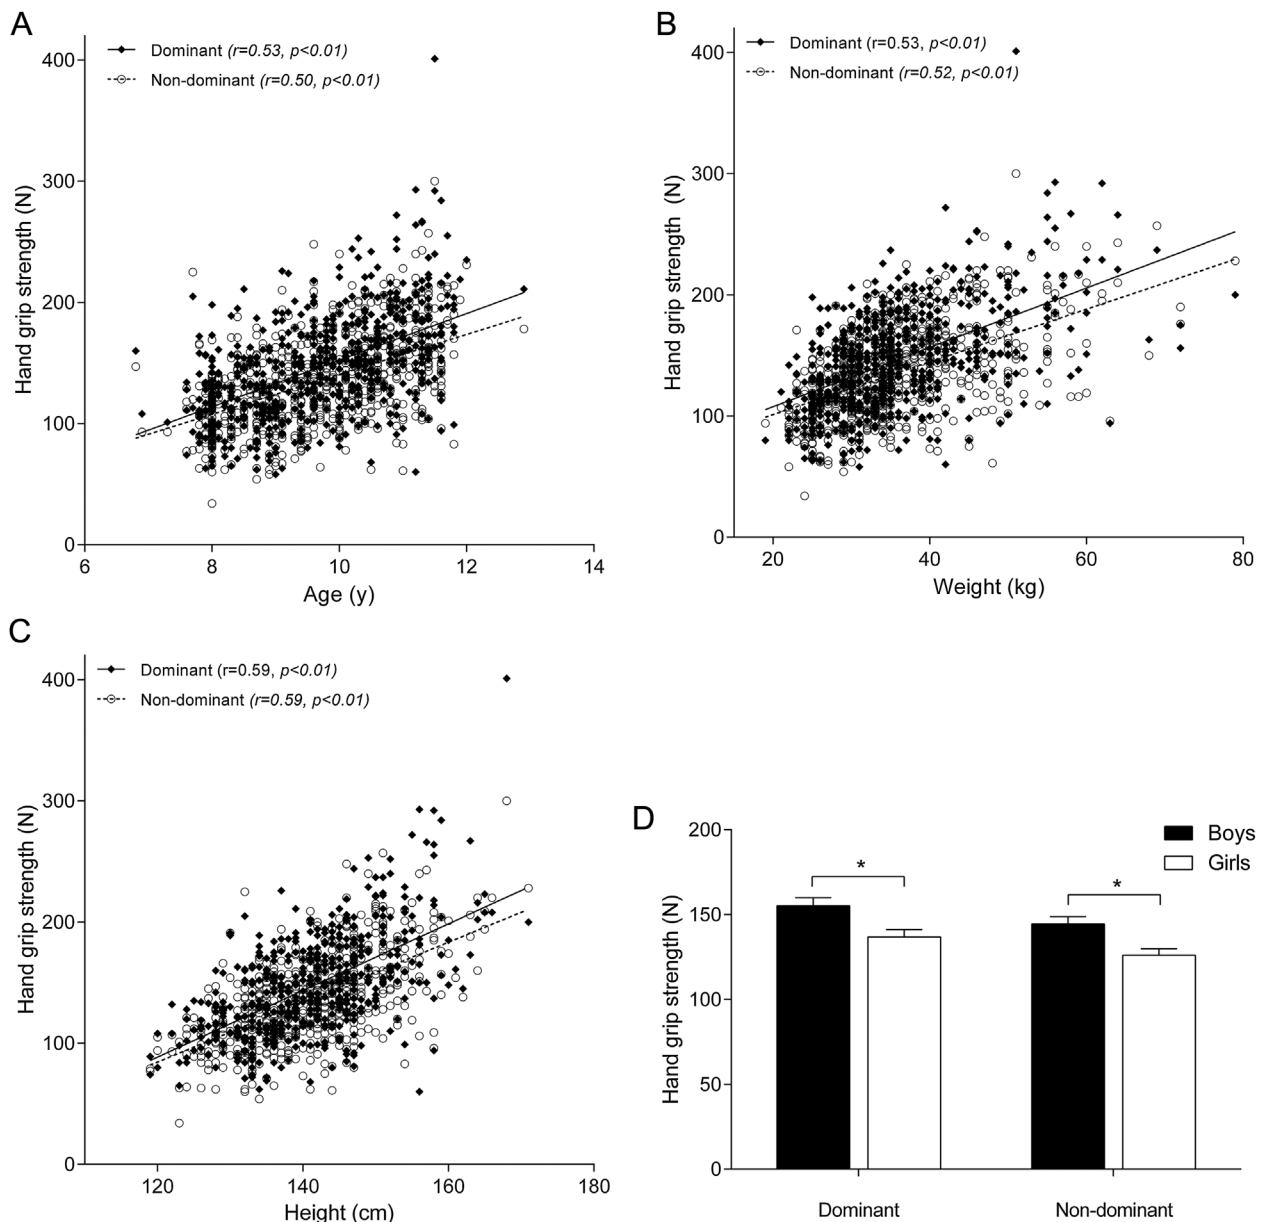 A
Dominant (r=0.53, p<0.01)
Non-dominant (r=0.50, p<0.01)
400
300
200
100
0
Hand grip strength (N)
6 8 10 12 14
Age (y)
B
Dominant (r=0.53, p<0.01)
Non-dominant (r=0.52, p<0.01)
400
300
200
100
0
Hand grip strength (N)
20 40 60 80
Weight (kg)
C
Dominant (r=0.59, p<0.01)
Non-dominant (r=0.59, p<0.01)
400
300
200
100
0
Hand grip strength (N)
120 140 160 180
Height (cm)
D
Boys
Girls
200
150
100
50
0
Hand grip strength (N)
* *
Dominant Non-dominant